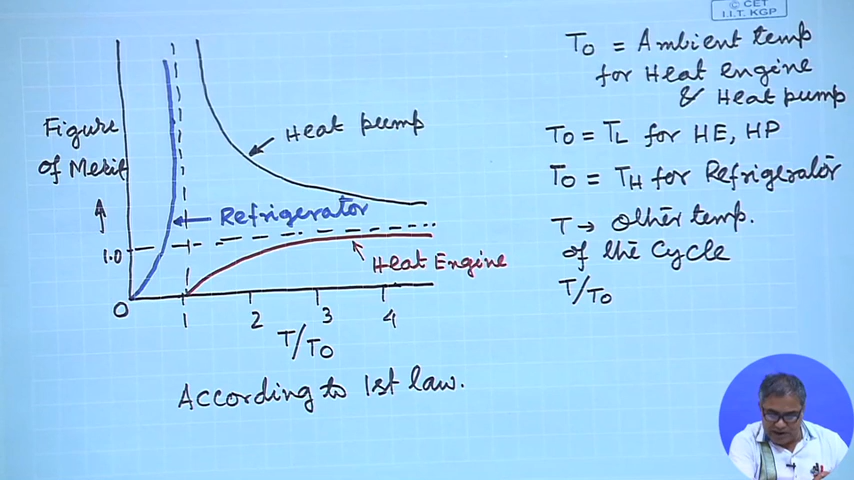 © CET
I.I.T. KGP
T0 = Ambient temp
for Heat engine
& Heat pump
T0 = TL for HE, HP
T0 = TH for Refrigerator
T → other temp.
of the cycle
T/T0
Figure
of Merit
Heat pump
Refrigerator
1.0
Heat Engine
0
1
2
3
4
T/T0
According to 1st law.